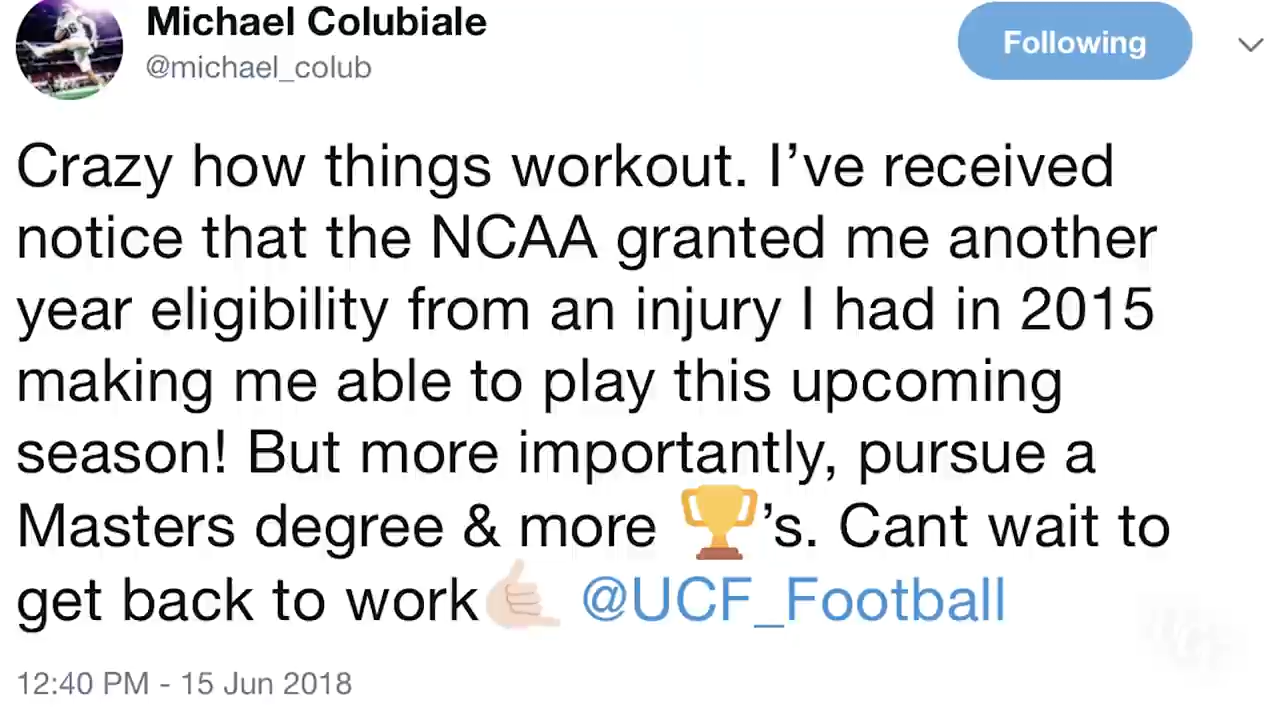 Michael Colubiale
@michael_colub
Following
Crazy how things workout. I’ve received
notice that the NCAA granted me another
year eligibility from an injury I had in 2015
making me able to play this upcoming
season! But more importantly, pursue a
Masters degree & more 🏆’s. Cant wait to
get back to work🤙🏻 @UCF_Football
12:40 PM - 15 Jun 2018